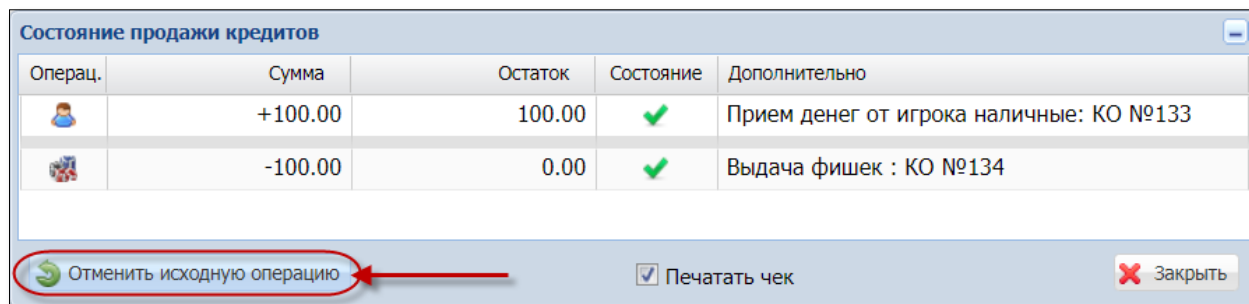 Состояние продажи кредитов
Операц. Сумма Остаток Состояние Дополнительно
+100.00 100.00 Прием денег от игрока наличные: КО №133
-100.00 0.00 Выдача фишек : КО №134
Отменить исходную операцию Печатать чек Закрыть